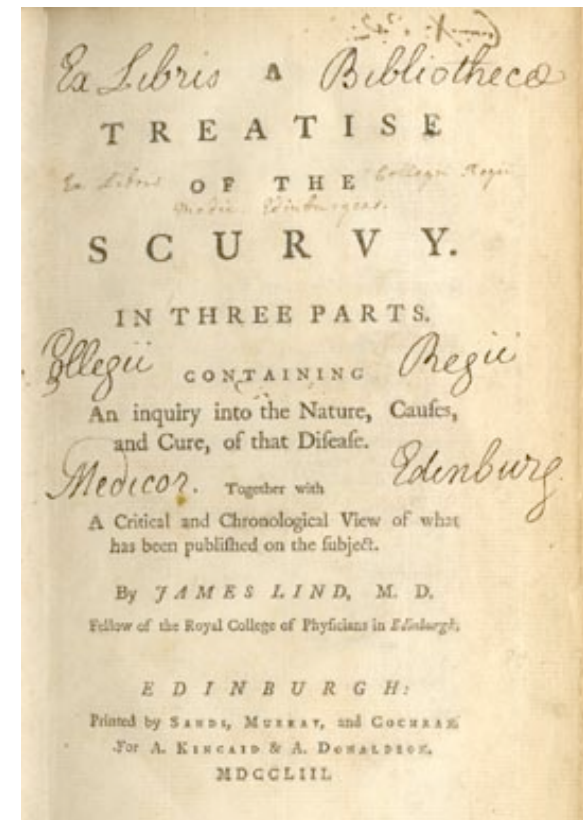 Ex Libris A Bibliothecæ
TREATISE
Ex Libris OF THE Collegii Regii
Medic. Edinburgens.
SCURVY.
IN THREE PARTS.
Collegii CONTAINING Regii
An inquiry into the Nature, Cauſes,
and Cure, of that Diſeaſe.
Medicor. Together with Edenburg.
A Critical and Chronological View of what
has been publiſhed on the ſubject.
By JAMES LIND, M. D.
Fellow of the Royal College of Phyſicians in Edinburgh.
EDINBURGH:
Printed by SANDS, MURRAY, and COCHRAN.
For A. KINCAID & A. DONALDSON.
MDCCLIII.